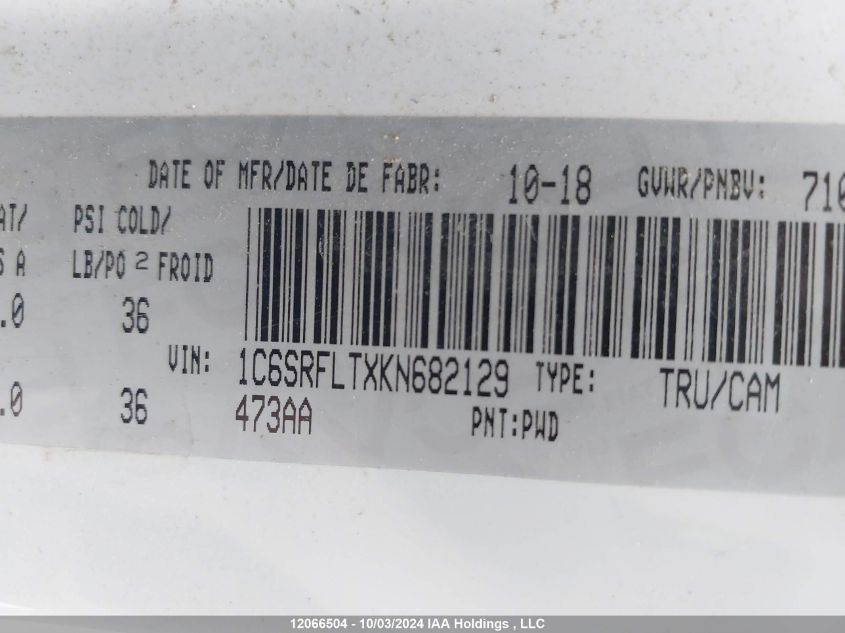 DATE OF MFR/DATE DE FABR: 10-18 GVWR/PNBV: 710
AT/ PSI COLD/
S A LB/PO 2 FROID
.0 36
VIN: 1C6SRFLTXKN682129 TYPE: TRU/CAM
.0 36 473AA PNT:PWD
12066504 - 10/03/2024 IAA Holdings , LLC